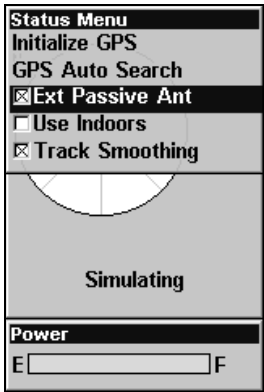 Status Menu
Initialize GPS
GPS Auto Search
Ext Passive Ant
Use Indoors
Track Smoothing
Simulating
Power
E F